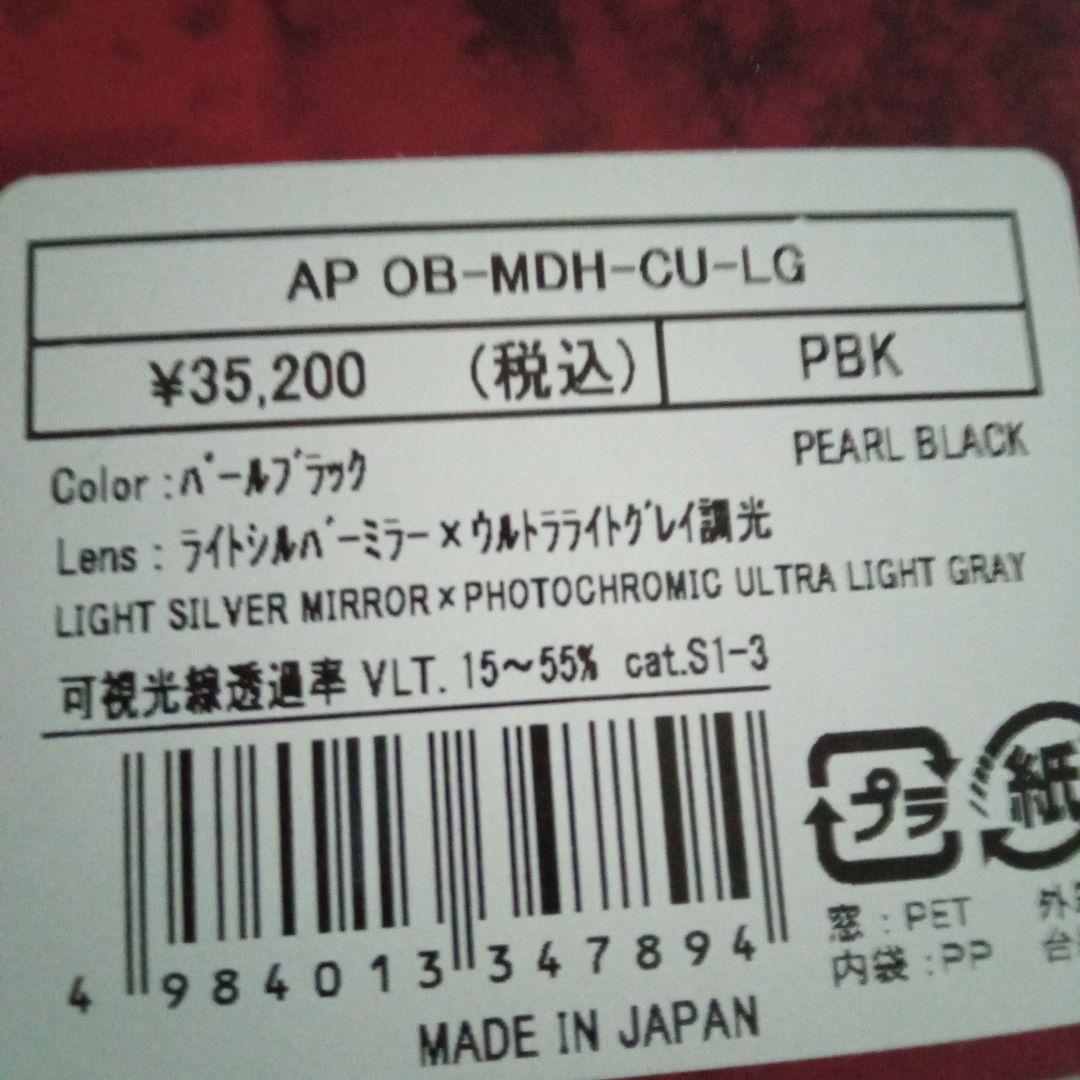 AP OB-MDH-CU-LG
¥35,200 (税込) PBK
PEARL BLACK
Color:パールブラック
Lens:ライトシルバーミラー×ウルトラライトグレイ調光
LIGHT SILVER MIRROR×PHOTOCHROMIC ULTRA LIGHT GRAY
可視光線透過率 VLT. 15~55% cat.S1-3
プラ 紙
4 984013 347894
窓:PET 外
内袋:PP 台
MADE IN JAPAN